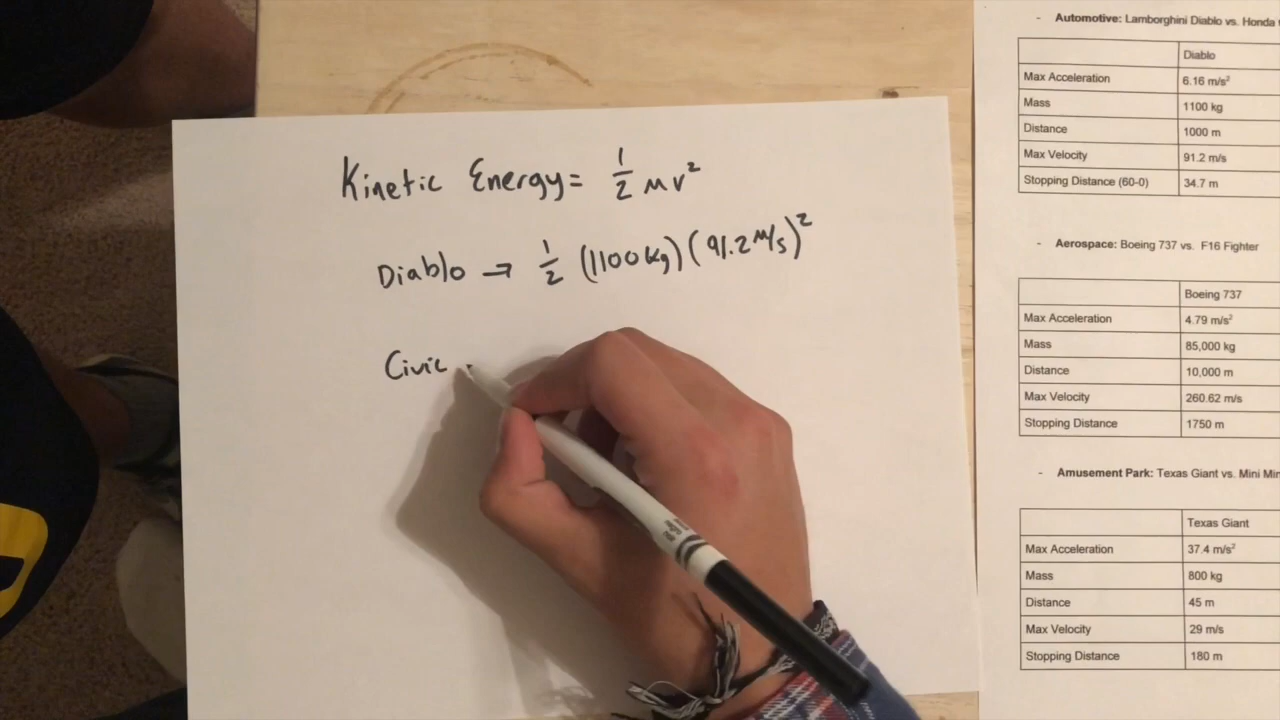 Kinetic Energy = 1/2 mv²
Diablo → 1/2 (1100 kg) (91.2 m/s)²
Civic
- Automotive: Lamborghini Diablo vs. Honda
Diablo
Max Acceleration 6.16 m/s²
Mass 1100 kg
Distance 1000 m
Max Velocity 91.2 m/s
Stopping Distance (60-0) 34.7 m
- Aerospace: Boeing 737 vs. F16 Fighter
Boeing 737
Max Acceleration 4.79 m/s²
Mass 85,000 kg
Distance 10,000 m
Max Velocity 260.62 m/s
Stopping Distance 1750 m
- Amusement Park: Texas Giant vs. Mini Min
Texas Giant
Max Acceleration 37.4 m/s²
Mass 800 kg
Distance 45 m
Max Velocity 29 m/s
Stopping Distance 180 m